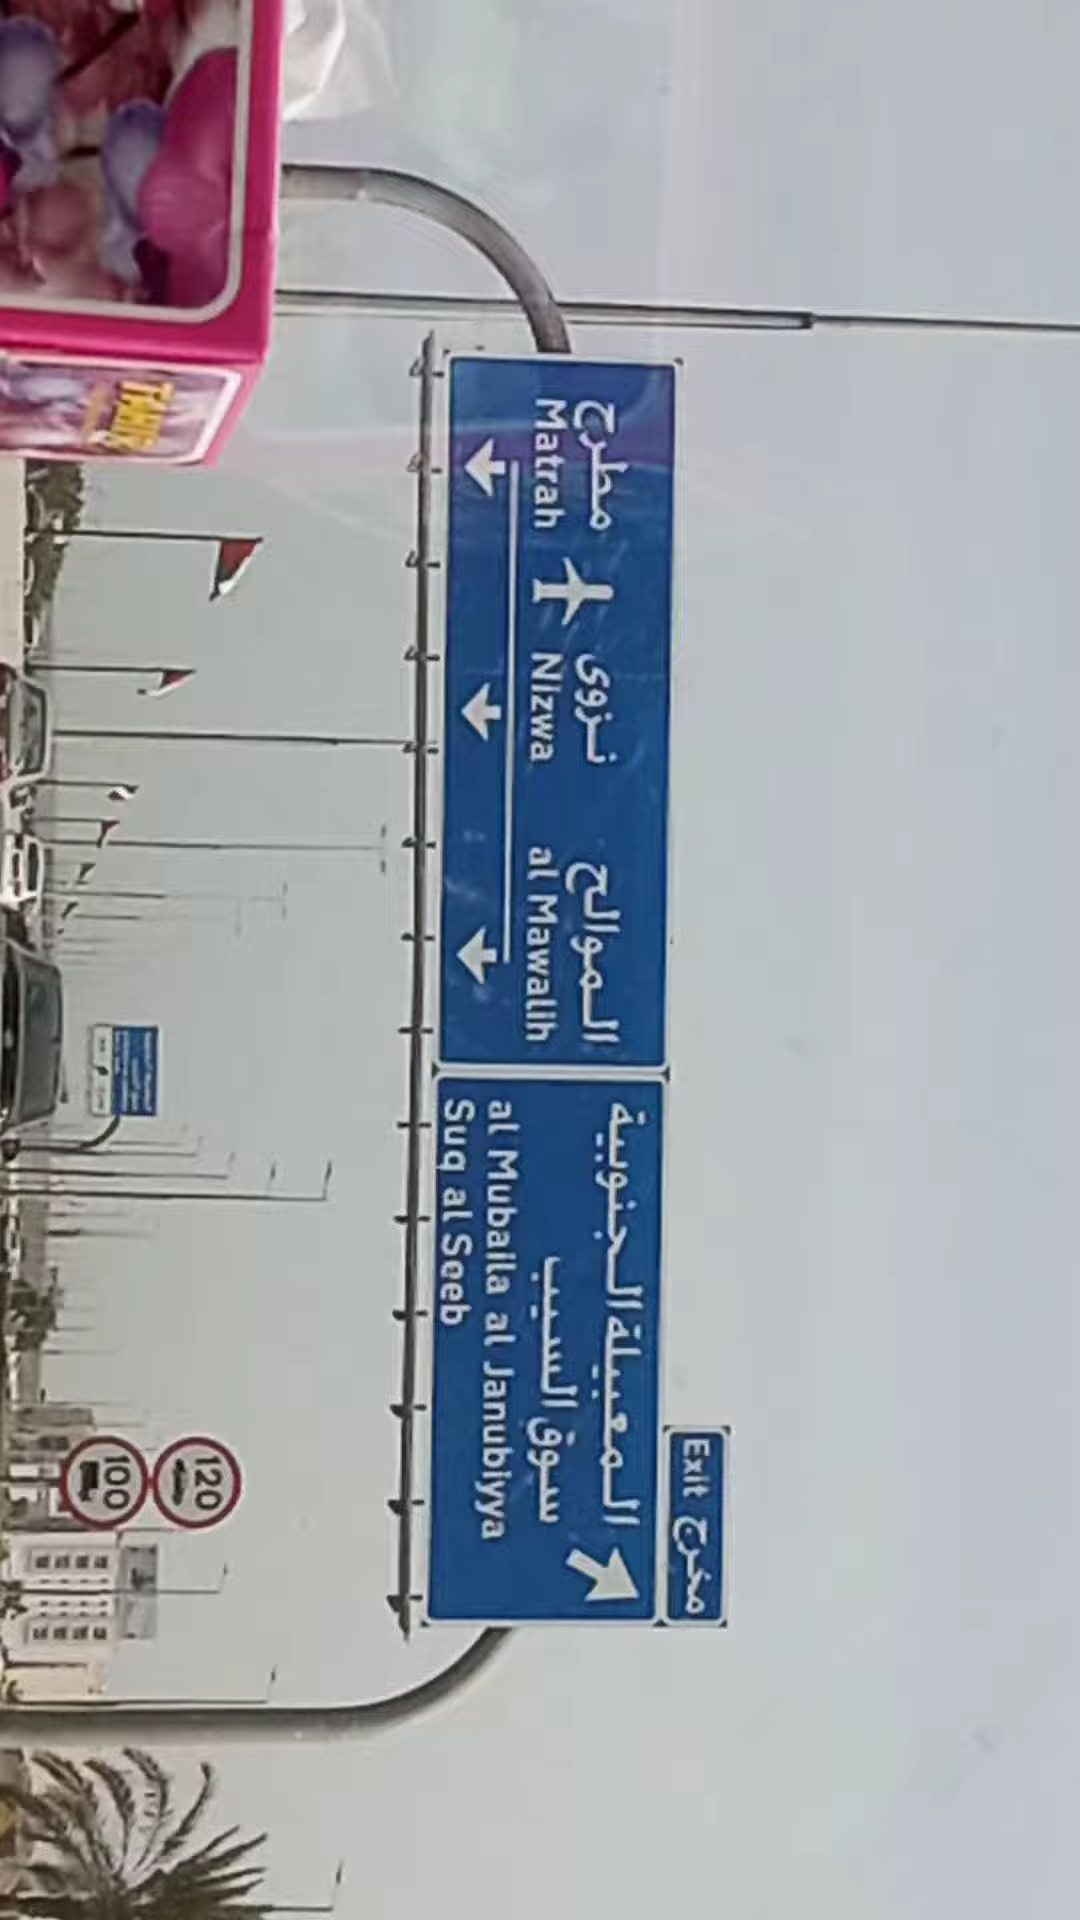 Exit مخرج
مطرح نزوى الموالح
Matrah Nizwa al Mawalih
المعبيلة الجنوبية
سوق السيب
al Mubaila al Janubiyya
Suq al Seeb
120
100